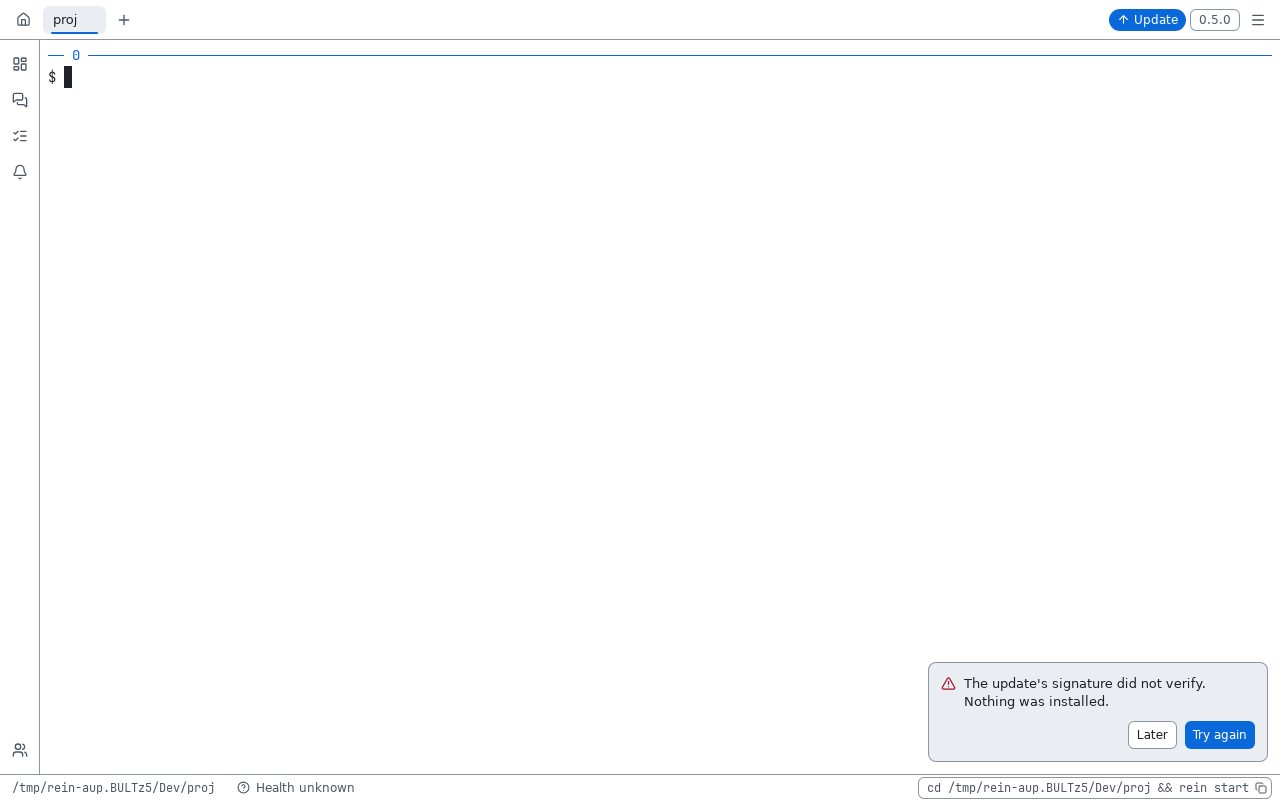 proj
Update
0.5.0
0
$
The update's signature did not verify.
Nothing was installed.
Later
Try again
/tmp/rein-aup.BULTz5/Dev/proj
Health unknown
cd /tmp/rein-aup.BULTz5/Dev/proj && rein start